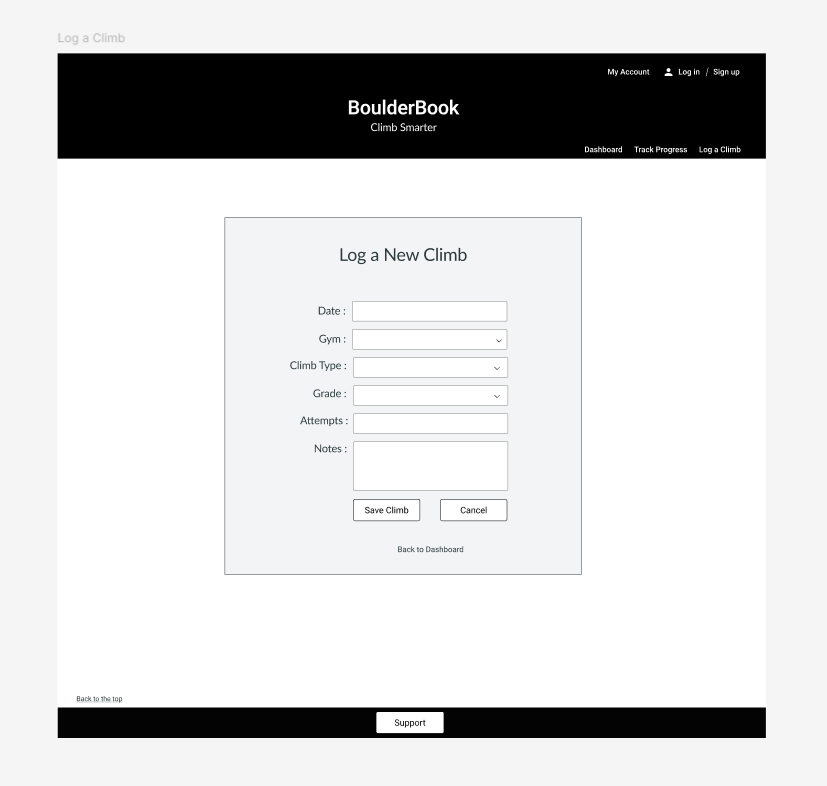 Log a Climb
My Account Log in / Sign up
BoulderBook
Climb Smarter
Dashboard Track Progress Log a Climb
Log a New Climb
Date :
Gym :
Climb Type :
Grade :
Attempts :
Notes :
Save Climb Cancel
Back to Dashboard
Back to the top
Support